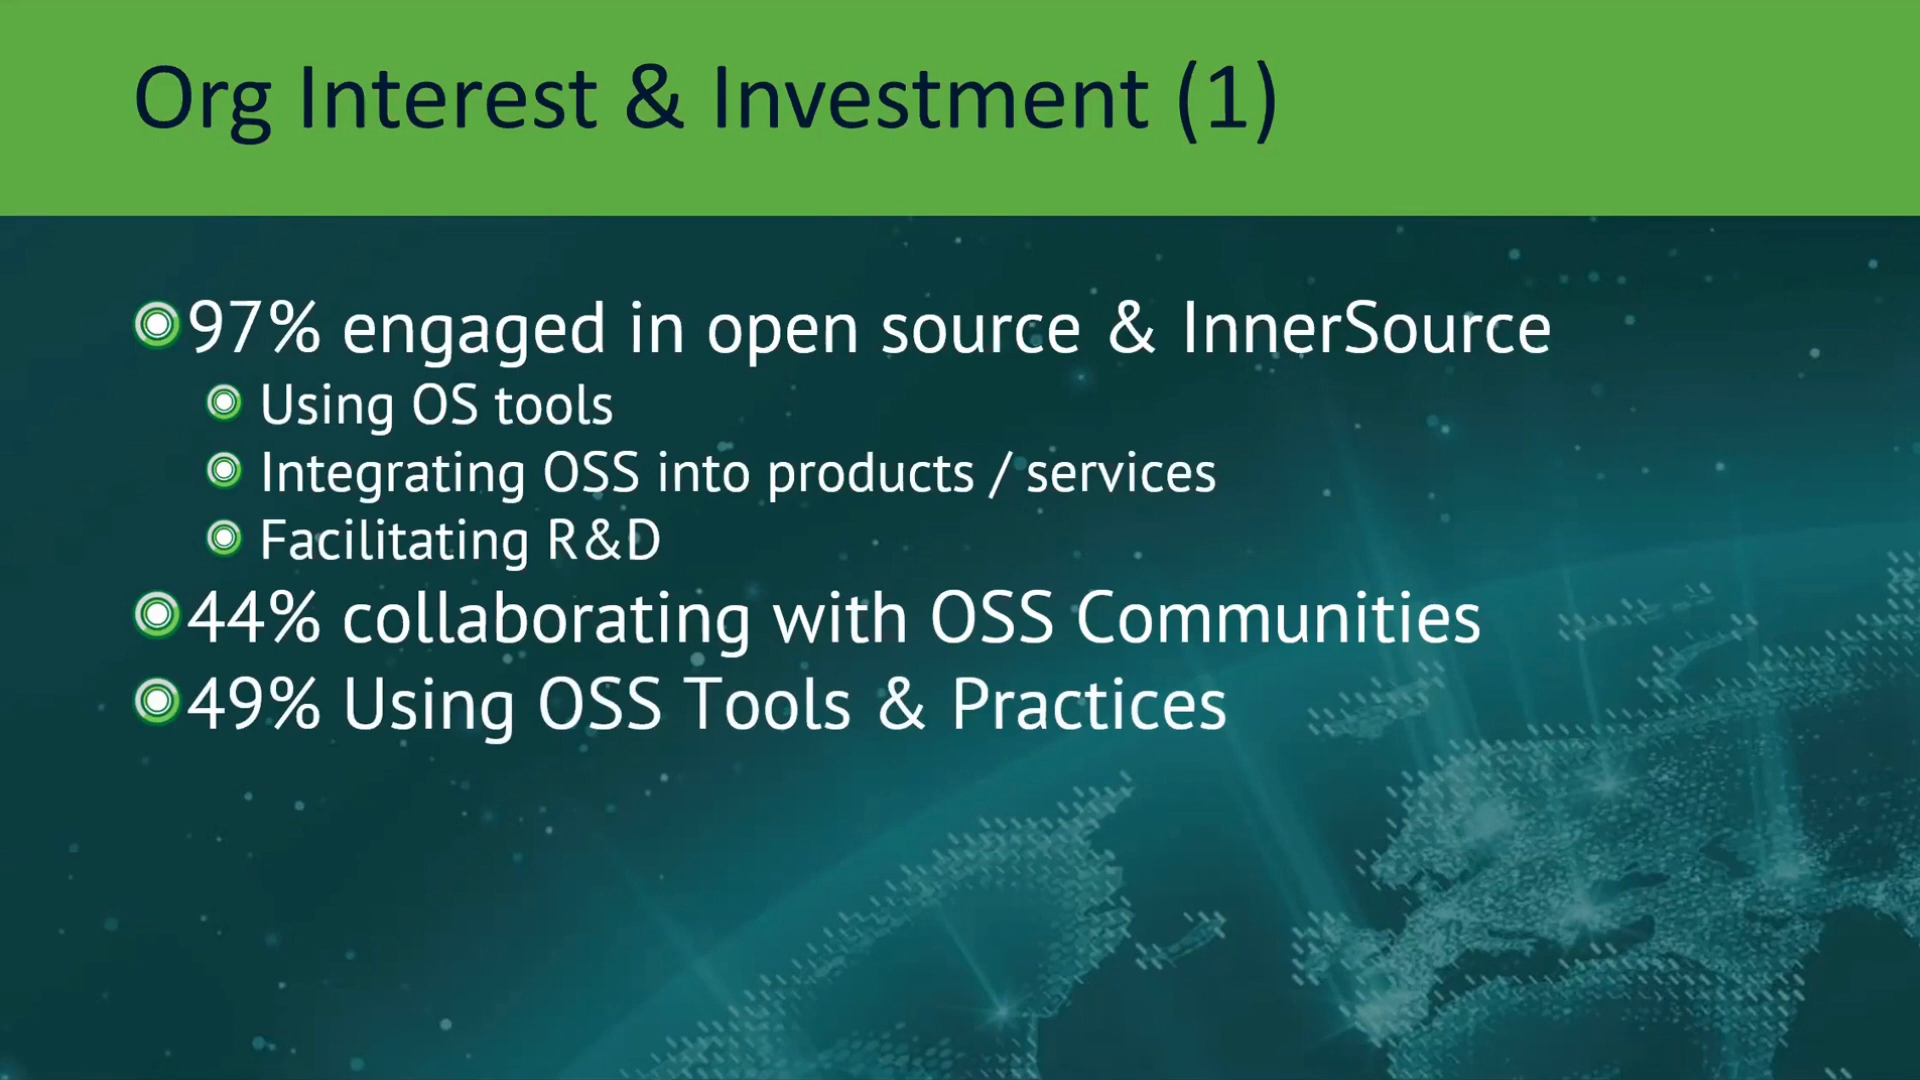 Org Interest & Investment (1)
97% engaged in open source & InnerSource
Using OS tools
Integrating OSS into products / services
Facilitating R&D
44% collaborating with OSS Communities
49% Using OSS Tools & Practices